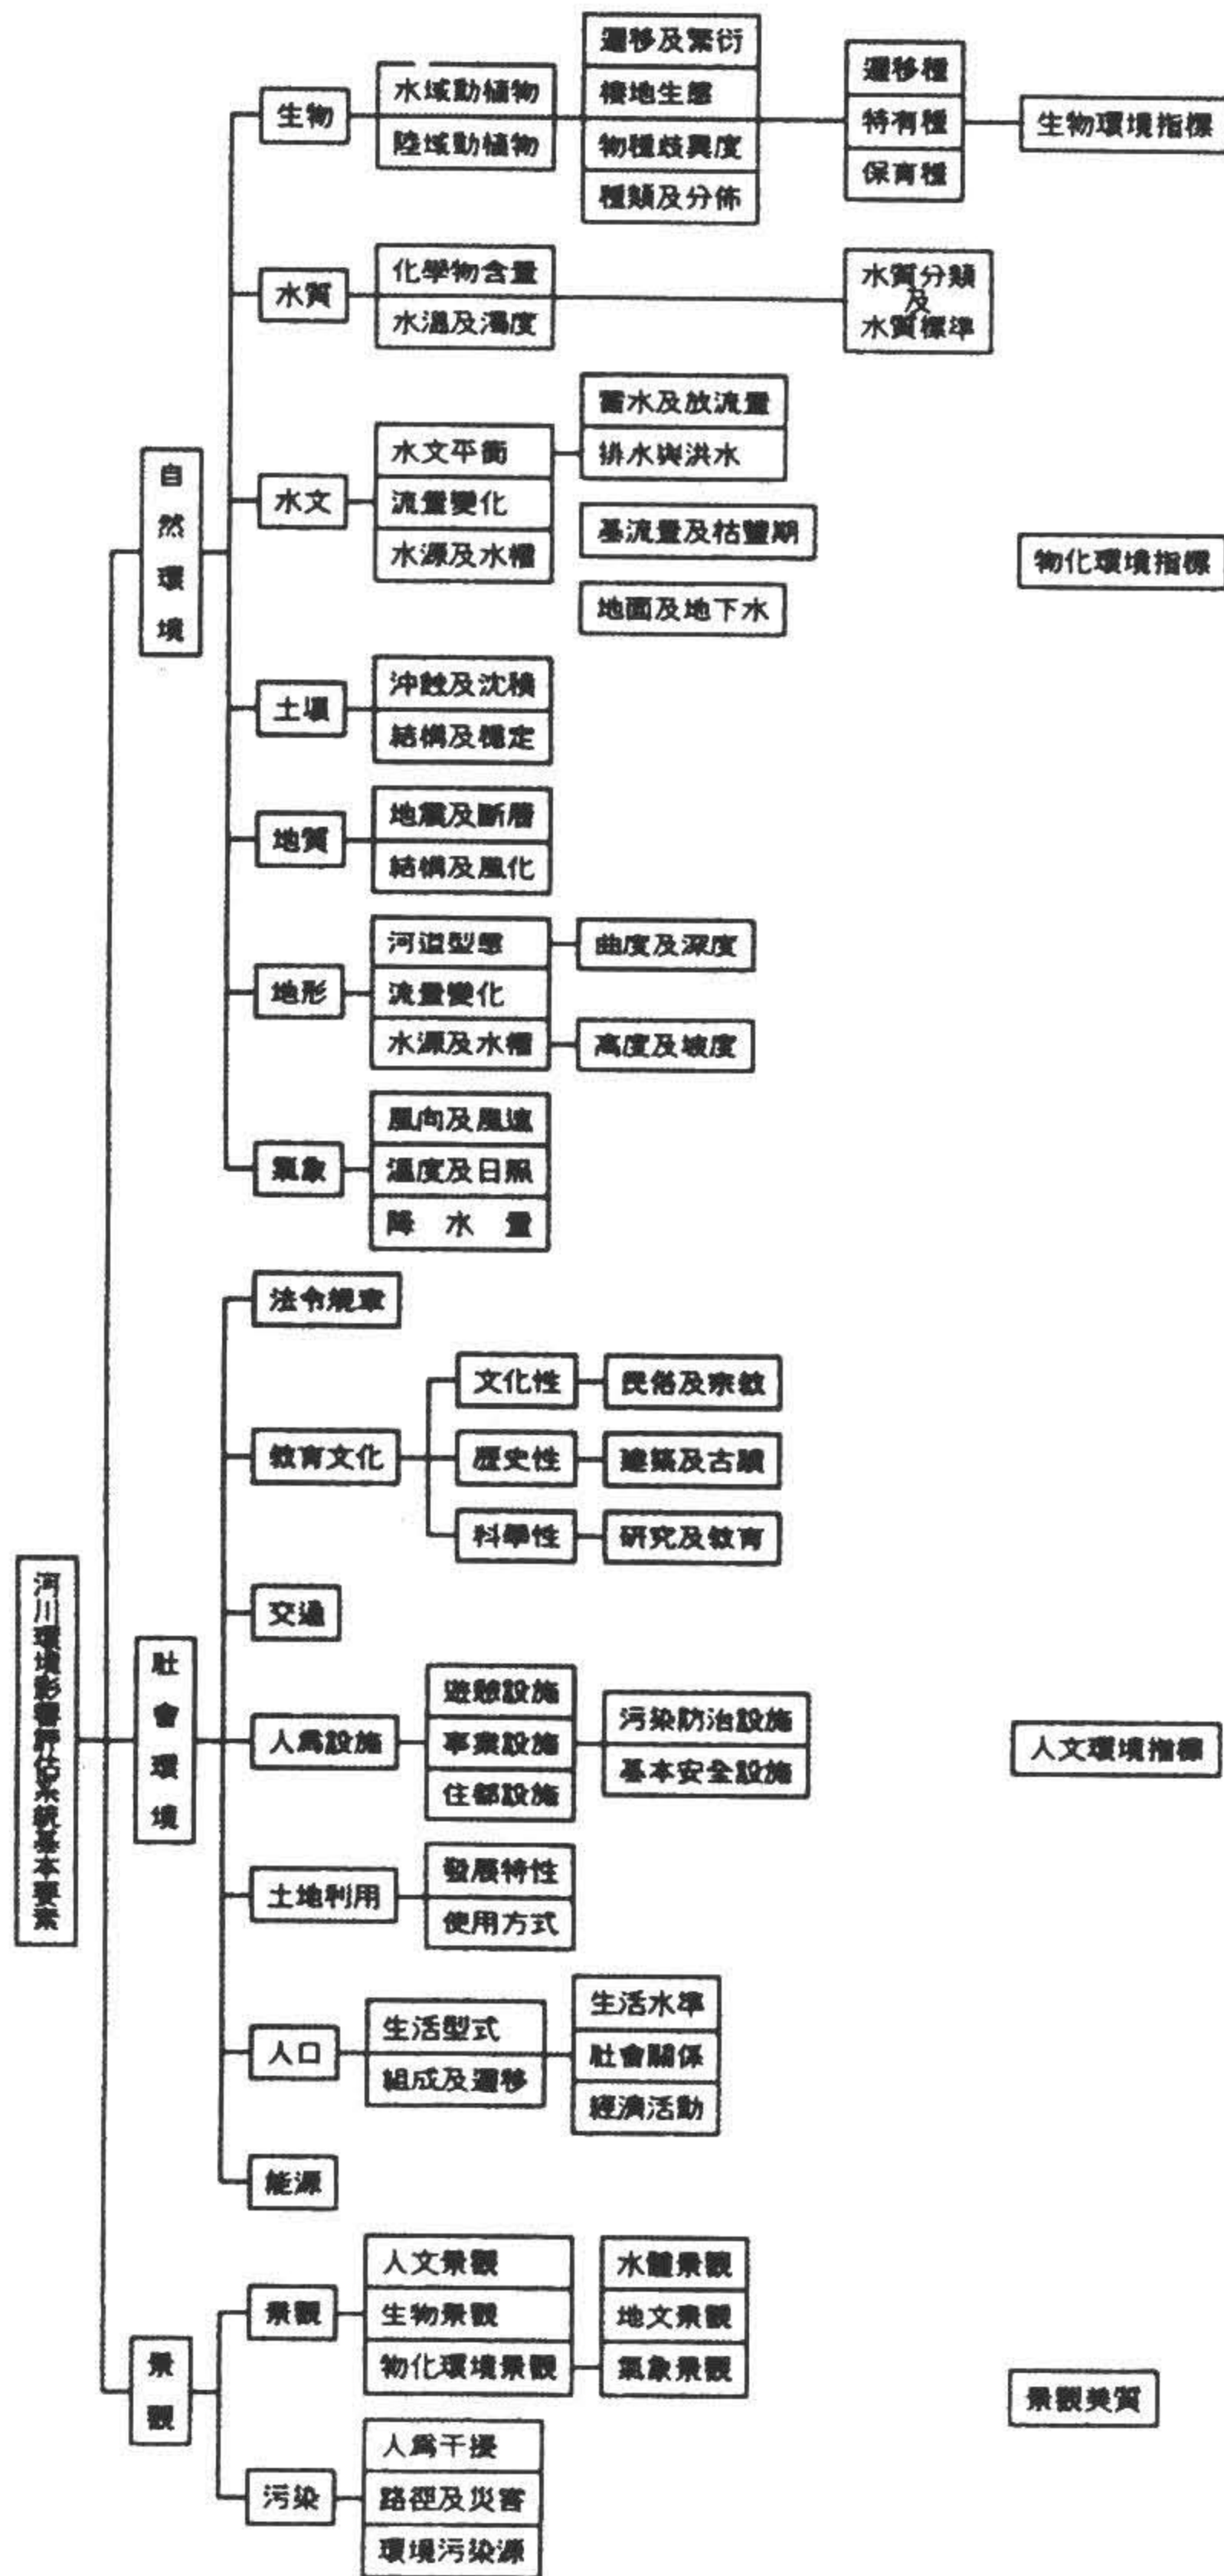 河川環境影響評估系統基本要素
自然環境
生物
水域動植物
陸域動植物
遷移及繁衍
棲地生態
物種歧異度
種類及分佈
遷移種
特有種
保育種
生物環境指標
水質
化學物含量
水溫及濁度
水質分類
及
水質標準
水文
水文平衡
流量變化
水源及水權
蓄水及放流量
排水與洪水
基流量及枯豐期
地面及地下水
物化環境指標
土壤
沖蝕及沈積
結構及穩定
地質
地震及斷層
結構及風化
地形
河道型態
流量變化
水源及水權
曲度及深度
高度及坡度
氣象
風向及風速
溫度及日照
降水量
社會環境
法令規章
教育文化
文化性
民俗及宗教
歷史性
建築及古蹟
科學性
研究及教育
交通
人為設施
遊憩設施
事業設施
住都設施
污染防治設施
基本安全設施
人文環境指標
土地利用
發展特性
使用方式
人口
生活型式
組成及遷移
生活水準
社會關係
經濟活動
能源
景觀
景觀
人文景觀
生物景觀
物化環境景觀
水體景觀
地文景觀
氣象景觀
景觀美質
污染
人為干擾
路徑及災害
環境污染源